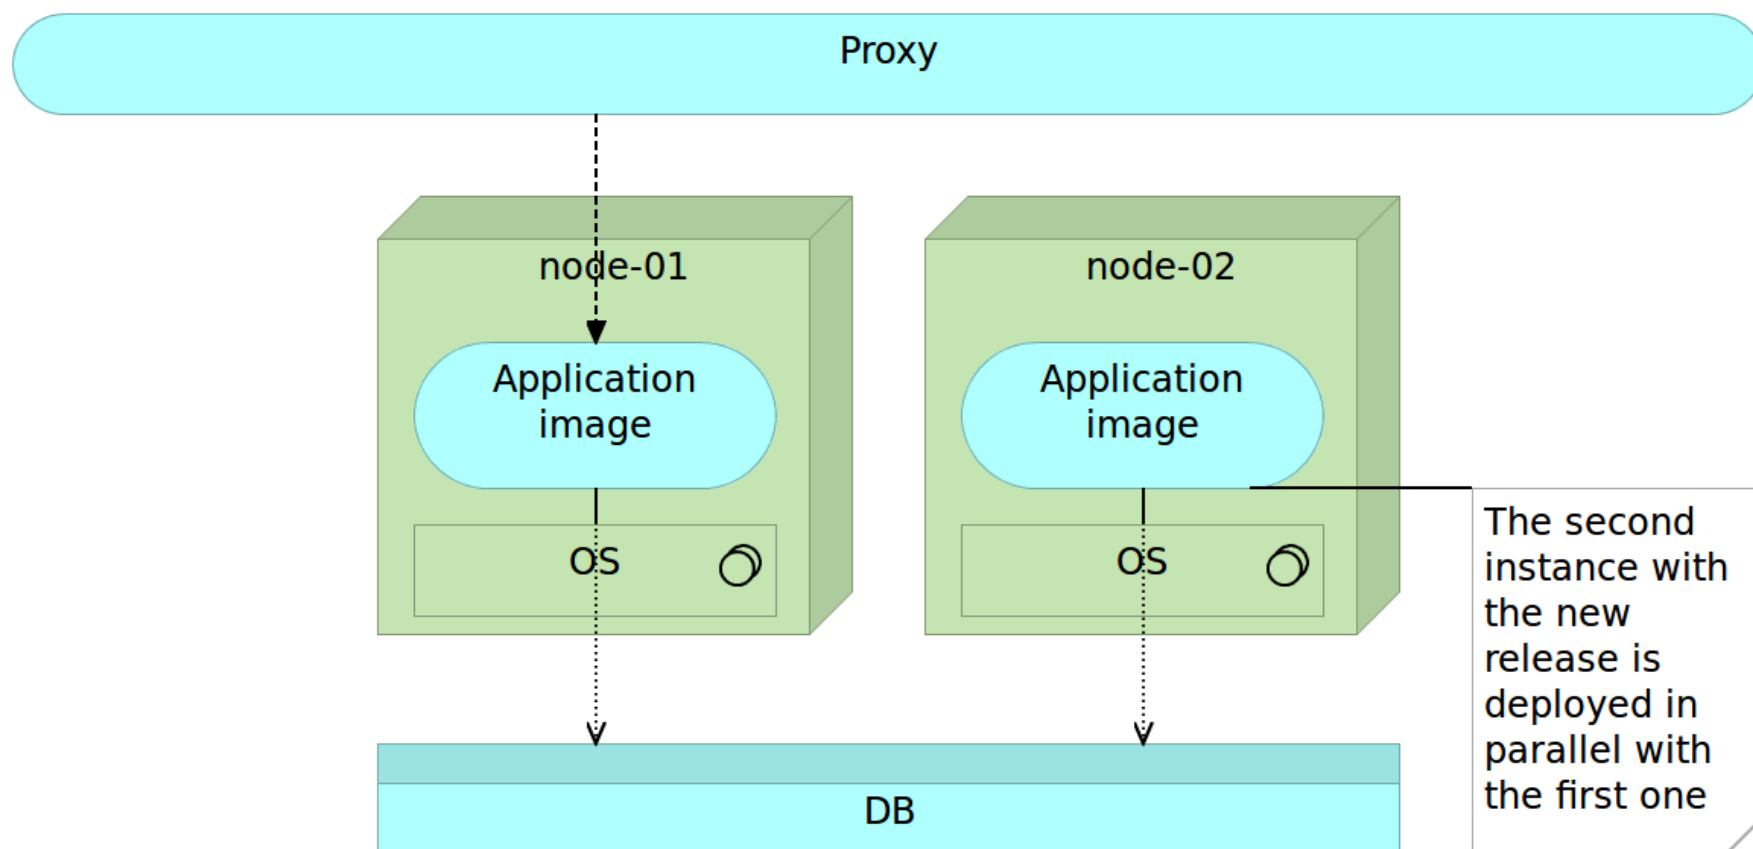 Proxy
node-01
node-02
Application
image
Application
image
OS
OS
The second
instance with
the new
release is
deployed in
parallel with
the first one
DB